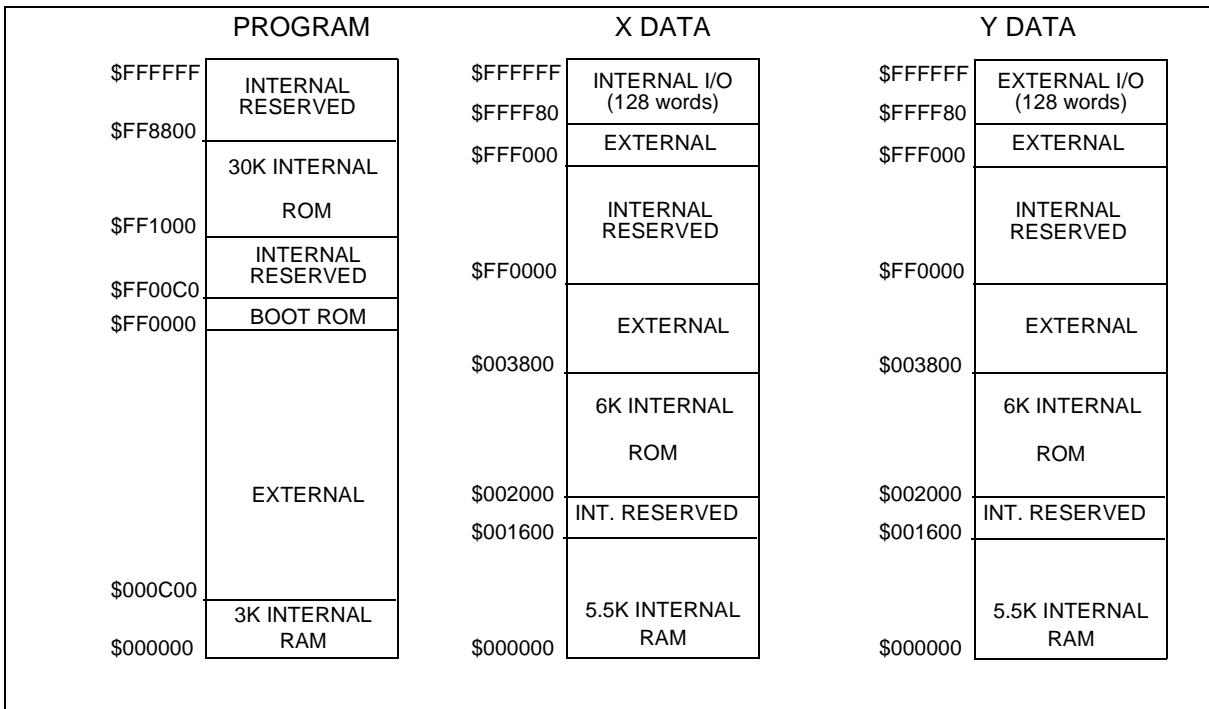 PROGRAM
$FFFFFF
INTERNAL
RESERVED
$FF8800
30K INTERNAL
ROM
$FF1000
INTERNAL
RESERVED
$FF00C0
BOOT ROM
$FF0000
EXTERNAL
$000C00
3K INTERNAL
RAM
$000000
X DATA
$FFFFFF
INTERNAL I/O
(128 words)
$FFFF80
EXTERNAL
$FFF000
INTERNAL
RESERVED
$FF0000
EXTERNAL
$003800
6K INTERNAL
ROM
$002000
INT. RESERVED
$001600
5.5K INTERNAL
RAM
$000000
Y DATA
$FFFFFF
EXTERNAL I/O
(128 words)
$FFFF80
EXTERNAL
$FFF000
INTERNAL
RESERVED
$FF0000
EXTERNAL
$003800
6K INTERNAL
ROM
$002000
INT. RESERVED
$001600
5.5K INTERNAL
RAM
$000000